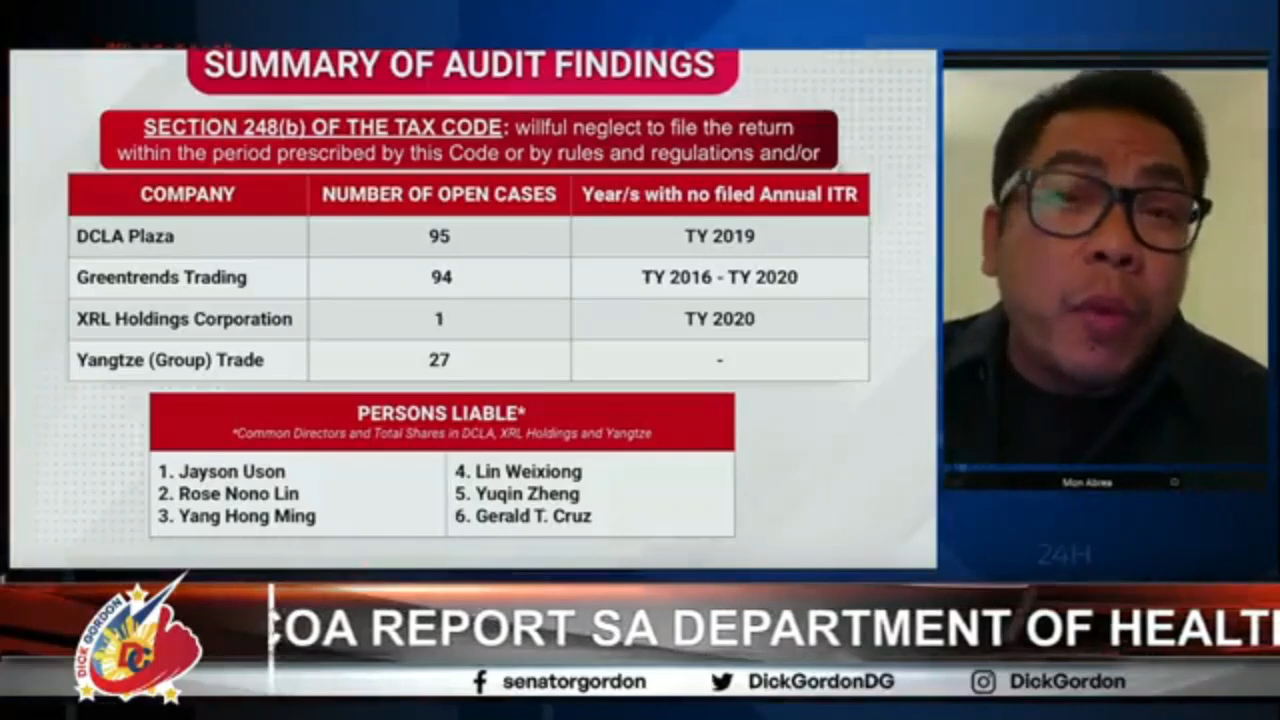 SUMMARY OF AUDIT FINDINGS
SECTION 248(b) OF THE TAX CODE: willful neglect to file the return
within the period prescribed by this Code or by rules and regulations and/or
COMPANY NUMBER OF OPEN CASES Year/s with no filed Annual ITR
DCLA Plaza 95 TY 2019
Greentrends Trading 94 TY 2016 - TY 2020
XRL Holdings Corporation 1 TY 2020
Yangtze (Group) Trade 27 -
PERSONS LIABLE*
*Common Directors and Total Shares in DCLA, XRL Holdings and Yangtze
1. Jayson Uson 4. Lin Weixiong
2. Rose Nono Lin 5. Yuqin Zheng
3. Yang Hong Ming 6. Gerald T. Cruz
Mon Abrea
24H
DICK GORDON
DG
COA REPORT SA DEPARTMENT OF HEALTH
senatorgordon DickGordonDG DickGordon